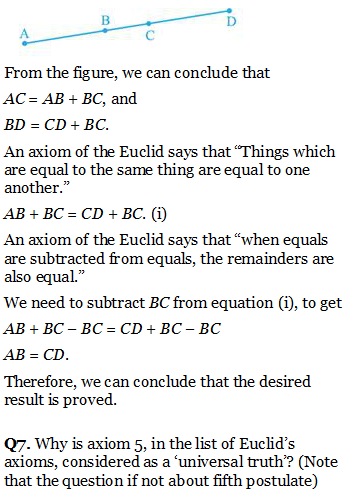 A B C D
From the figure, we can conclude that
AC = AB + BC, and
BD = CD + BC.
An axiom of the Euclid says that “Things which
are equal to the same thing are equal to one
another.”
AB + BC = CD + BC. (i)
An axiom of the Euclid says that “when equals
are subtracted from equals, the remainders are
also equal.”
We need to subtract BC from equation (i), to get
AB + BC – BC = CD + BC – BC
AB = CD.
Therefore, we can conclude that the desired
result is proved.
Q7. Why is axiom 5, in the list of Euclid’s
axioms, considered as a ‘universal truth’? (Note
that the question if not about fifth postulate)